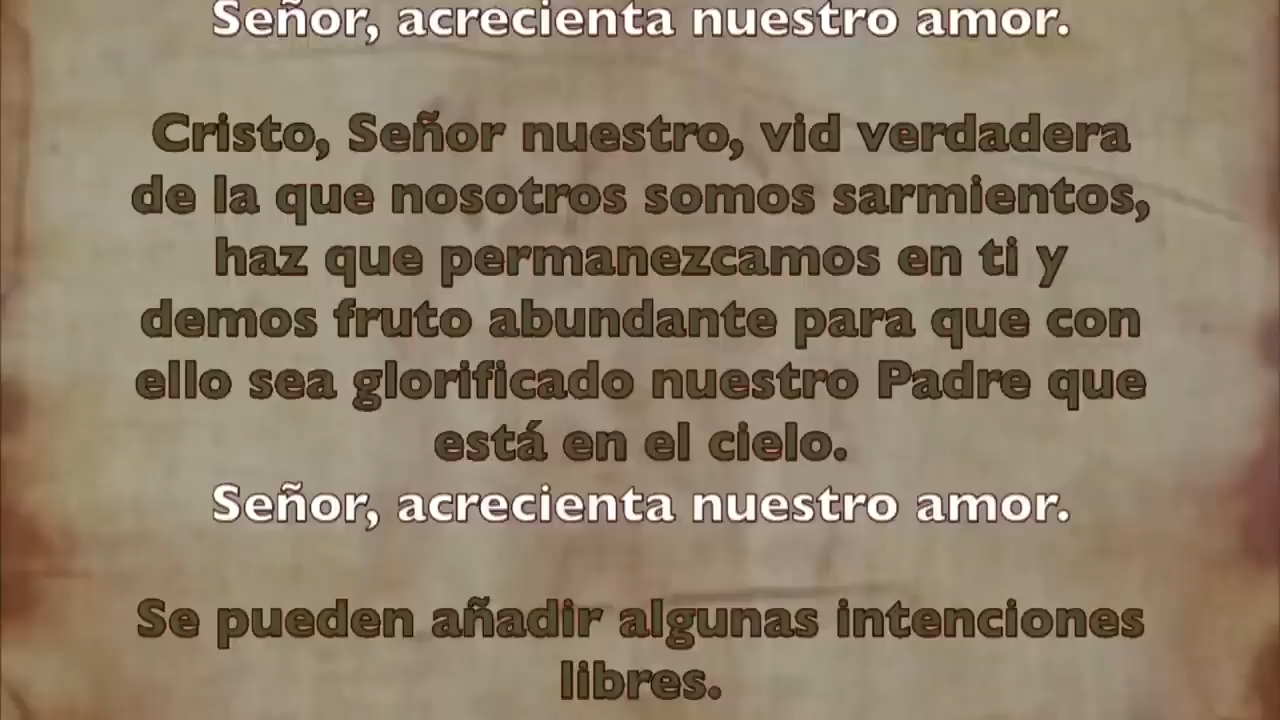 Señor, acrecienta nuestro amor.
Cristo, Señor nuestro, vid verdadera
de la que nosotros somos sarmientos,
haz que permanezcamos en ti y
demos fruto abundante para que con
ello sea glorificado nuestro Padre que
está en el cielo.
Señor, acrecienta nuestro amor.
Se pueden añadir algunas intenciones
libres.